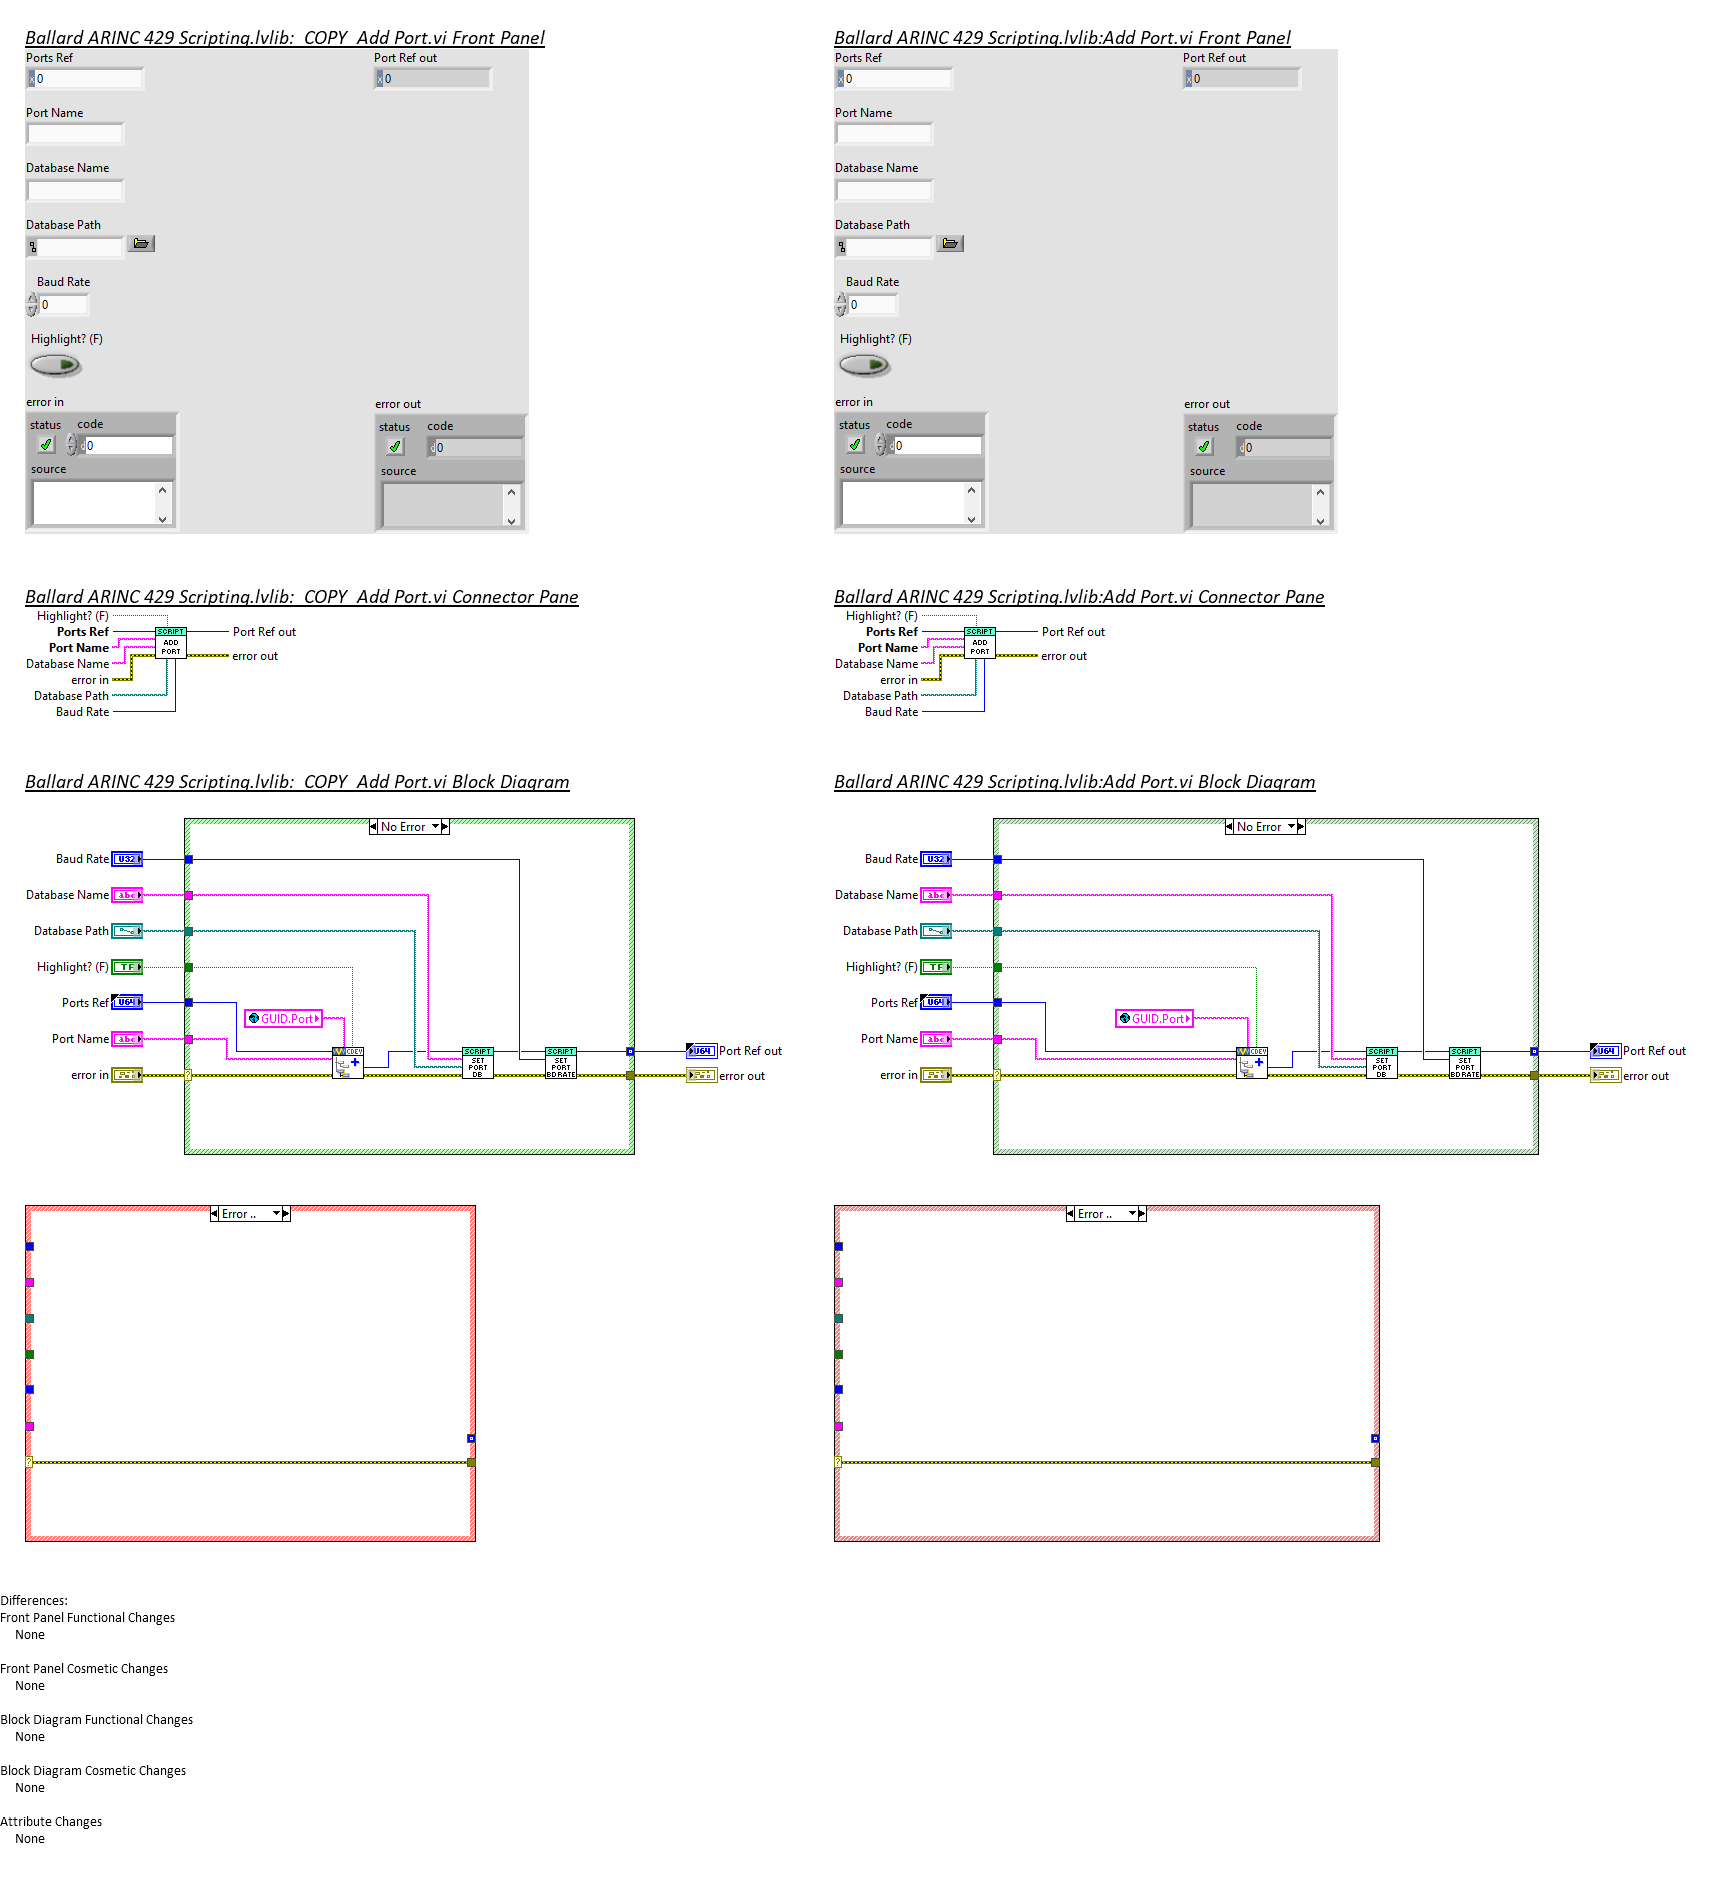 Ballard ARINC 429 Scripting.lvlib:_COPY_Add Port.vi Front Panel
Ports Ref
Port Ref out
x 0
x 0
Port Name
Database Name
Database Path
Baud Rate
0
Highlight? (F)
error in
error out
status code
status code
d 0
d 0
source
source
Ballard ARINC 429 Scripting.lvlib:Add Port.vi Front Panel
Ports Ref
Port Ref out
x 0
x 0
Port Name
Database Name
Database Path
Baud Rate
0
Highlight? (F)
error in
error out
status code
status code
d 0
d 0
source
source
Ballard ARINC 429 Scripting.lvlib:_COPY_Add Port.vi Connector Pane
Highlight? (F)
Ports Ref
Port Name
Database Name
error in
Database Path
Baud Rate
SCRIPT
ADD
PORT
Port Ref out
error out
Ballard ARINC 429 Scripting.lvlib:Add Port.vi Connector Pane
Highlight? (F)
Ports Ref
Port Name
Database Name
error in
Database Path
Baud Rate
SCRIPT
ADD
PORT
Port Ref out
error out
Ballard ARINC 429 Scripting.lvlib:_COPY_Add Port.vi Block Diagram
No Error
Baud Rate U32
Database Name abc
Database Path
Highlight? (F) TF
Ports Ref U64
GUID.Port
Port Name abc
error in
?
CDEV
SCRIPT
SET
PORT
DB
SCRIPT
SET
PORT
BDRATE
U64 Port Ref out
error out
Error ..
?
Ballard ARINC 429 Scripting.lvlib:Add Port.vi Block Diagram
No Error
Baud Rate U32
Database Name abc
Database Path
Highlight? (F) TF
Ports Ref U64
GUID.Port
Port Name abc
error in
?
CDEV
SCRIPT
SET
PORT
DB
SCRIPT
SET
PORT
BDRATE
U64 Port Ref out
error out
Error ..
?
Differences:
Front Panel Functional Changes
None
Front Panel Cosmetic Changes
None
Block Diagram Functional Changes
None
Block Diagram Cosmetic Changes
None
Attribute Changes
None